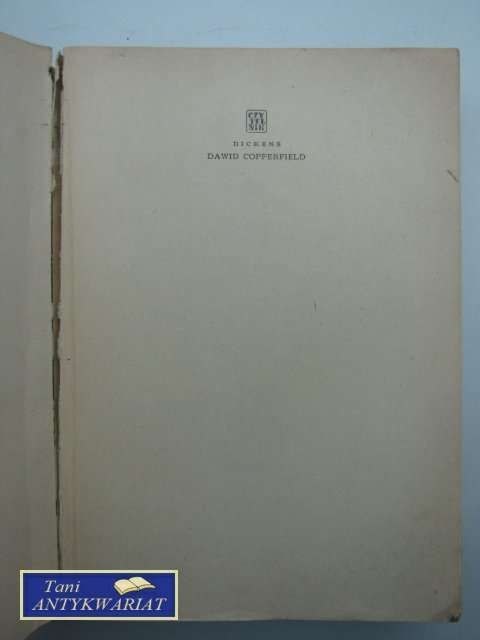 CZY
TEL
NIK
DICKENS
DAWID COPPERFIELD
Tani
ANTYKWARIAT